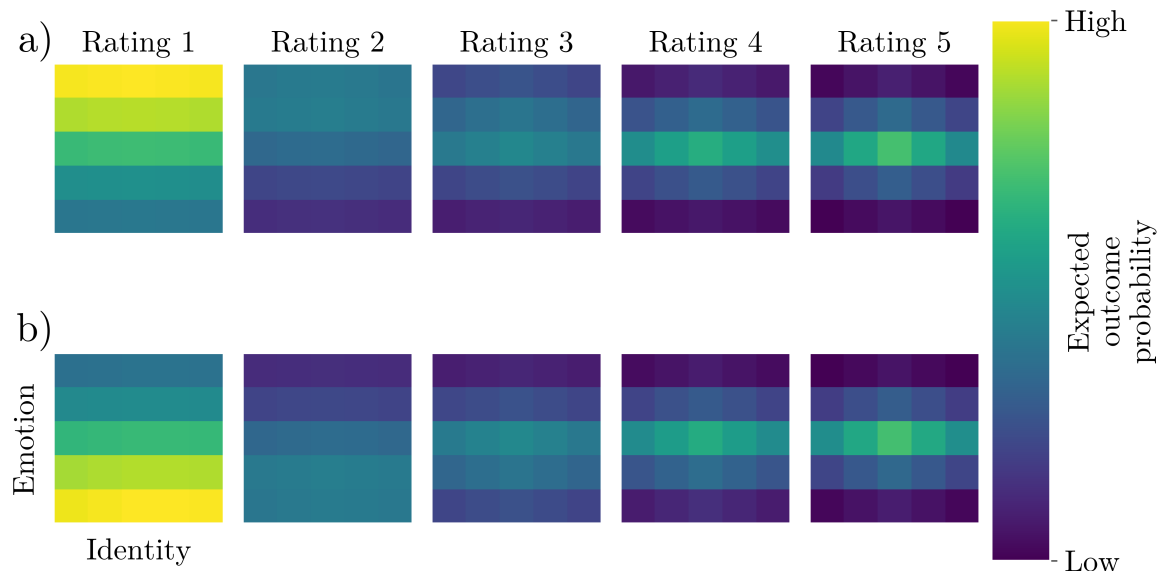 a)
Rating 1
Rating 2
Rating 3
Rating 4
Rating 5
High
b)
Emotion
Identity
Expected
outcome
probability
Low